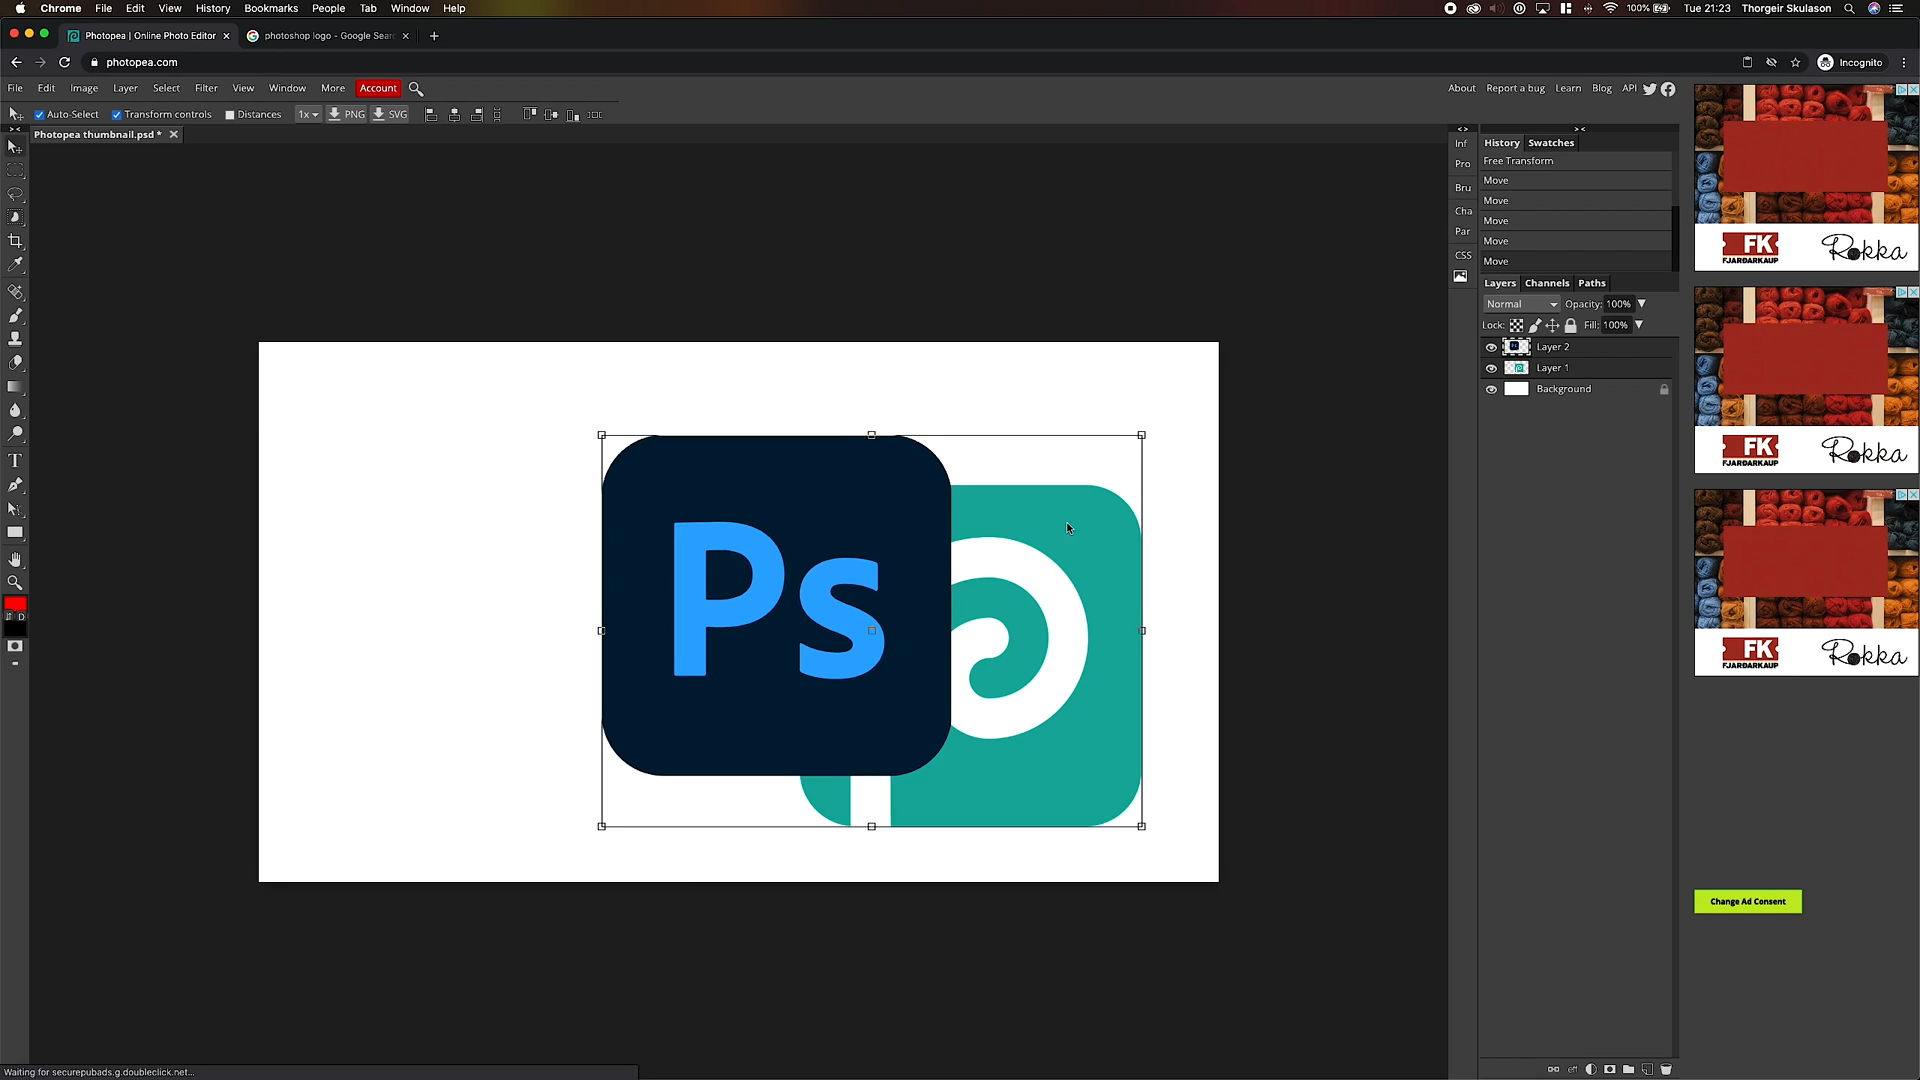 Chrome File Edit View History Bookmarks People Tab Window Help
100% Tue 21:23 Thorgeir Skulason
Photopea | Online Photo Editor
photoshop logo - Google Sear
photopea.com
Incognito
File Edit Image Layer Select Filter View Window More Account
About Report a bug Learn Blog API
Auto-Select Transform controls Distances 1x PNG SVG
Photopea thumbnail.psd *
Inf
Pro
Bru
Cha
Par
CSS
History Swatches
Free Transform
Move
Move
Move
Move
Move
Layers Channels Paths
Normal Opacity: 100%
Lock: Fill: 100%
Layer 2
Layer 1
Background
Ps
T
D
FK
FJARÐARKAUP
Rokka
FK
FJARÐARKAUP
Rokka
FK
FJARÐARKAUP
Rokka
Change Ad Consent
Waiting for securepubads.g.doubleclick.net...
eff